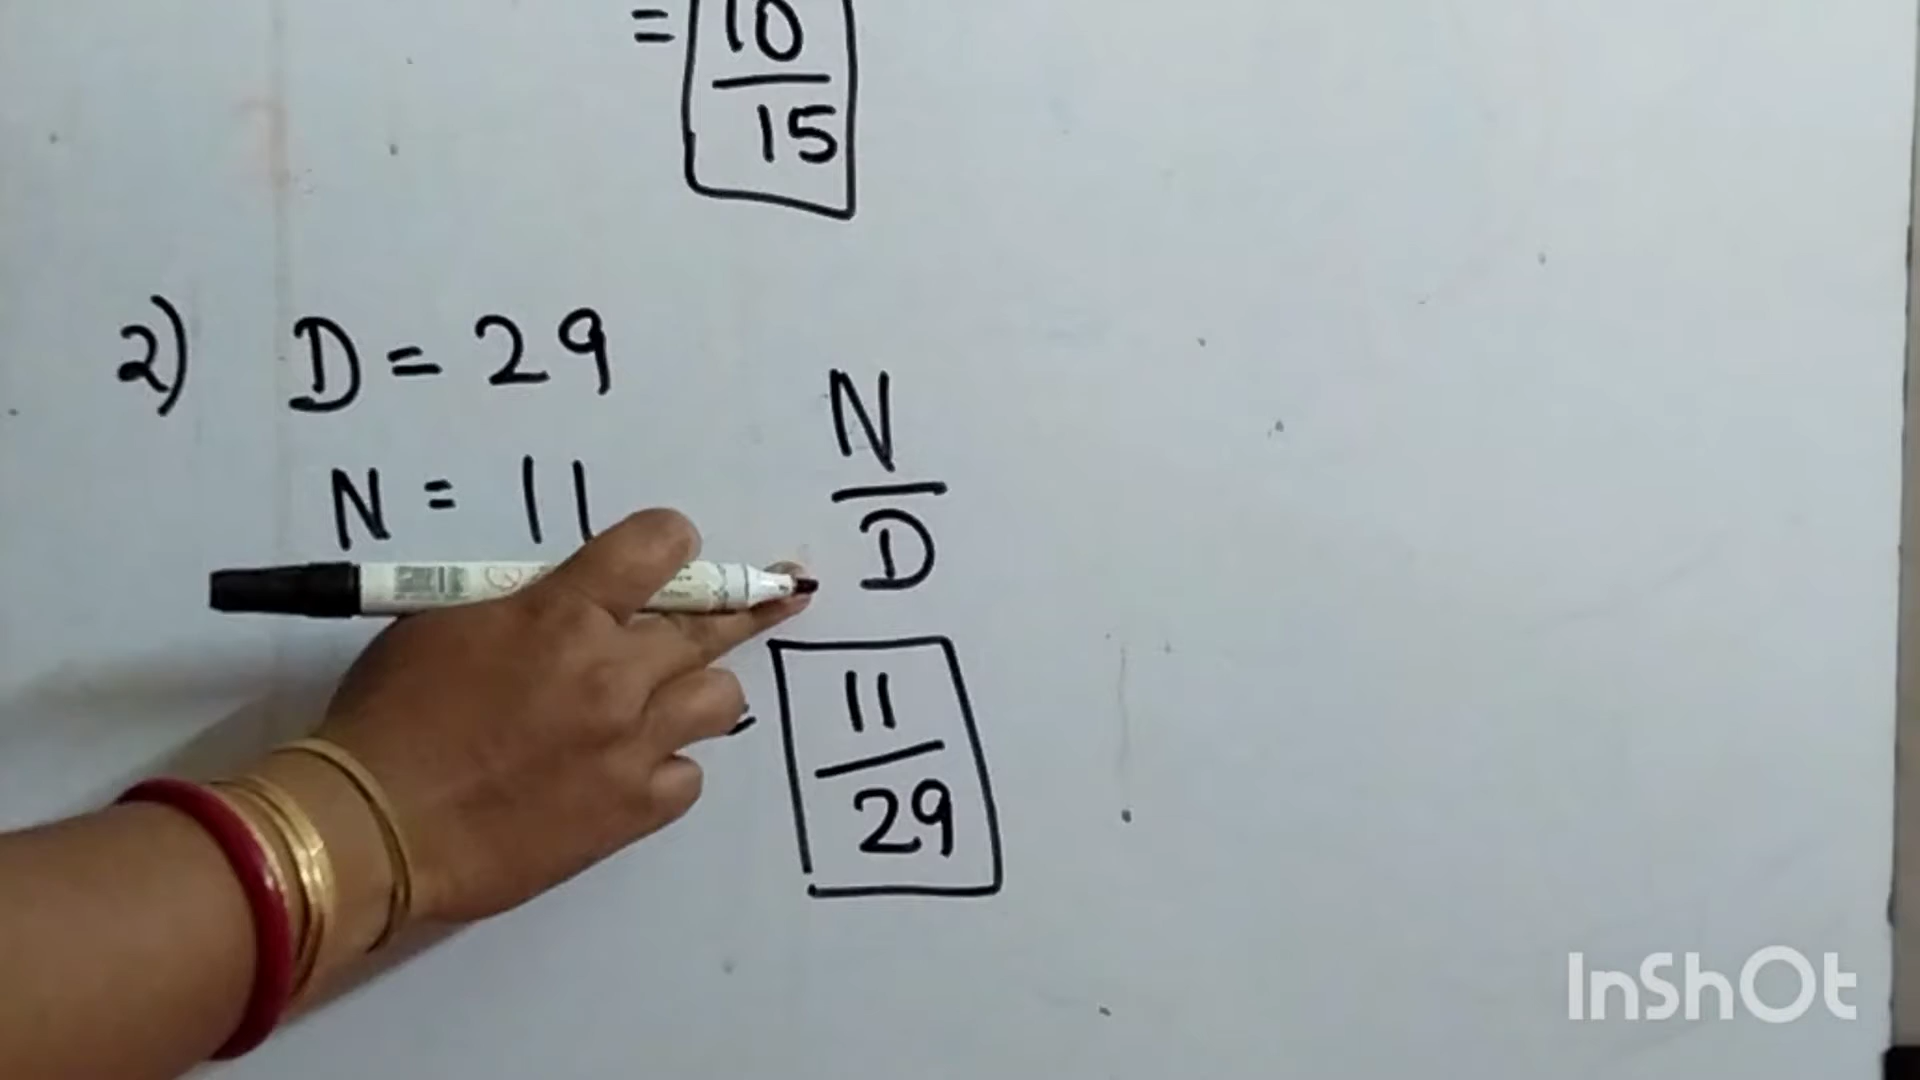 = 10
15
2) D = 29
N = 11
N
D
= 11
29
InShOt